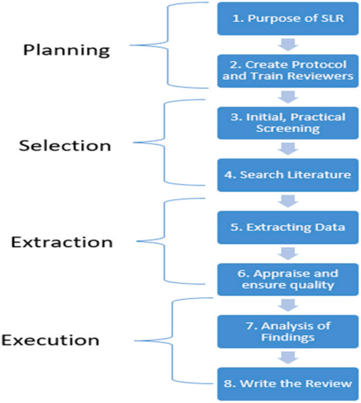 Planning
1. Purpose of SLR
2. Create Protocol
and Train Reviewers
Selection
3. Initial, Practical
Screening
4. Search Literature
Extraction
5. Extracting Data
6. Appraise and
ensure quality
Execution
7. Analysis of
Findings
8. Write the Review